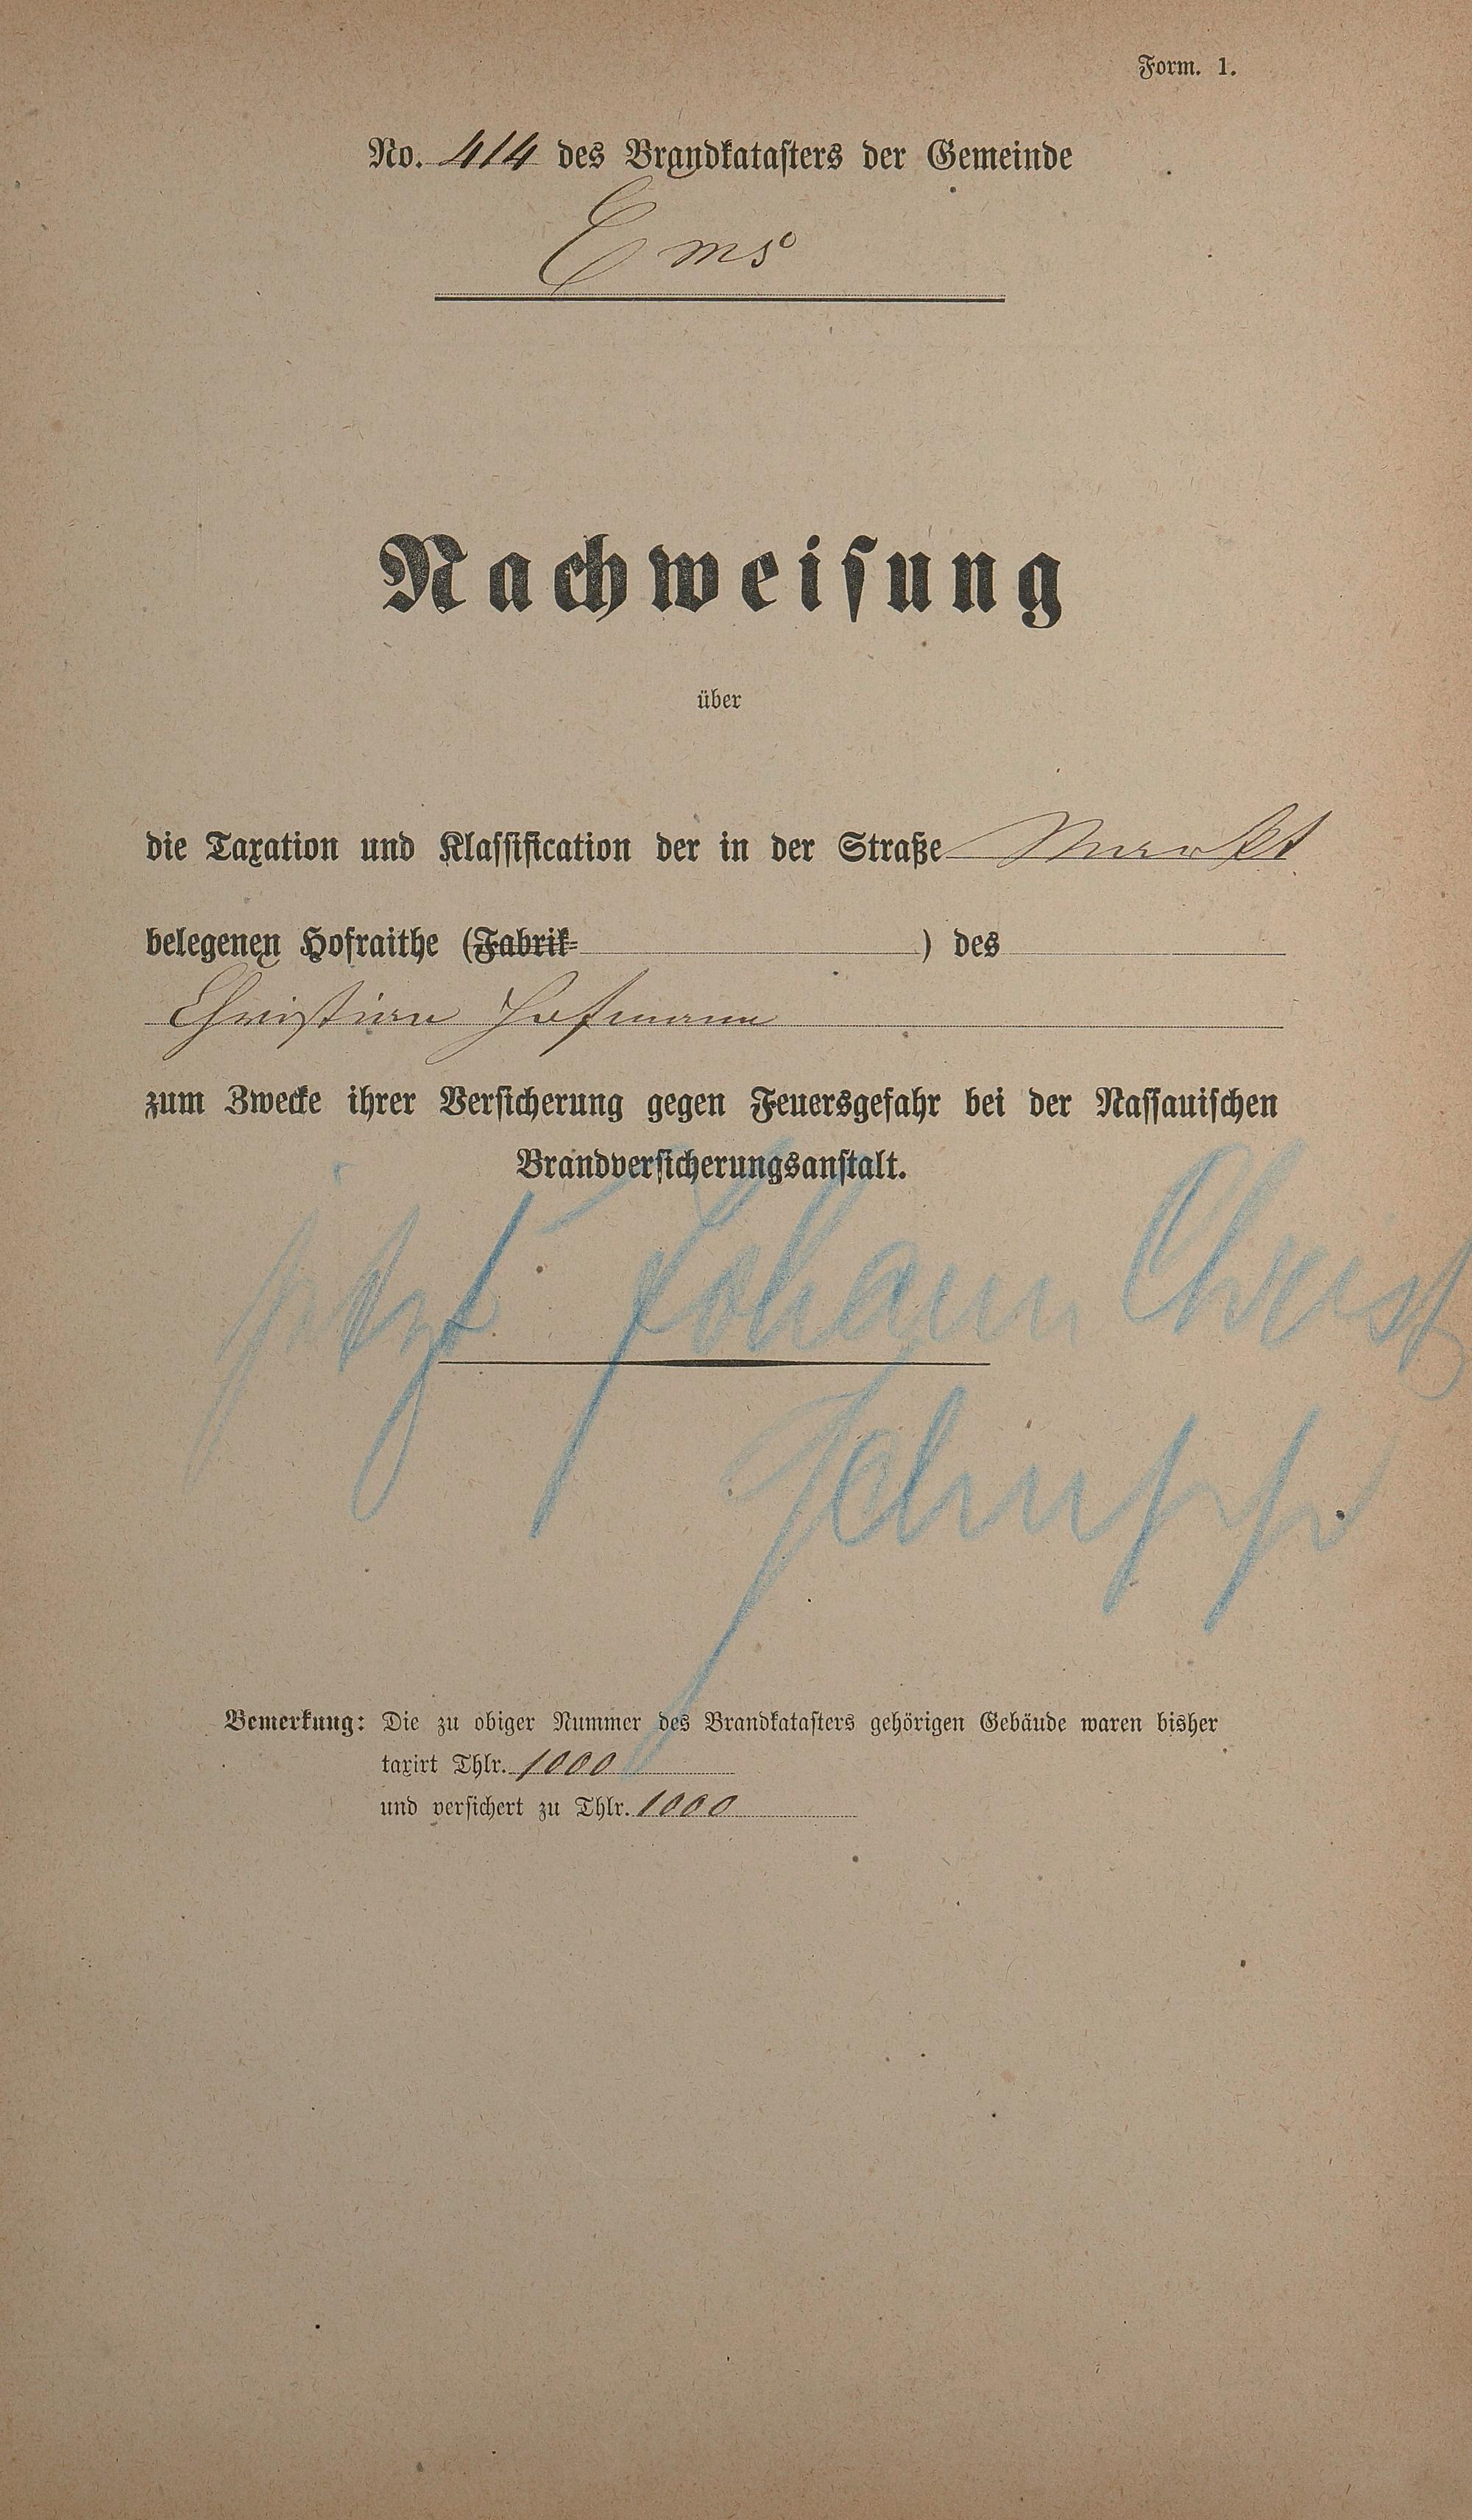 Form. 1.
No. 414 des Brandkatasters der Gemeinde
Ems
Nachweisung
über
die Taxation und Klassification der in der Straße Markt
belegenen Hofraithe (Fabrik- ) des
Christian Hofmann
zum Zwecke ihrer Versicherung gegen Feuersgefahr bei der Nassauischen
Brandversicherungsanstalt.
jetzt Johann Christ
Schupp
Bemerkung: Die zu obiger Nummer des Brandkatasters gehörigen Gebäude waren bisher
taxirt Thlr. 1000
und versichert zu Thlr. 1000